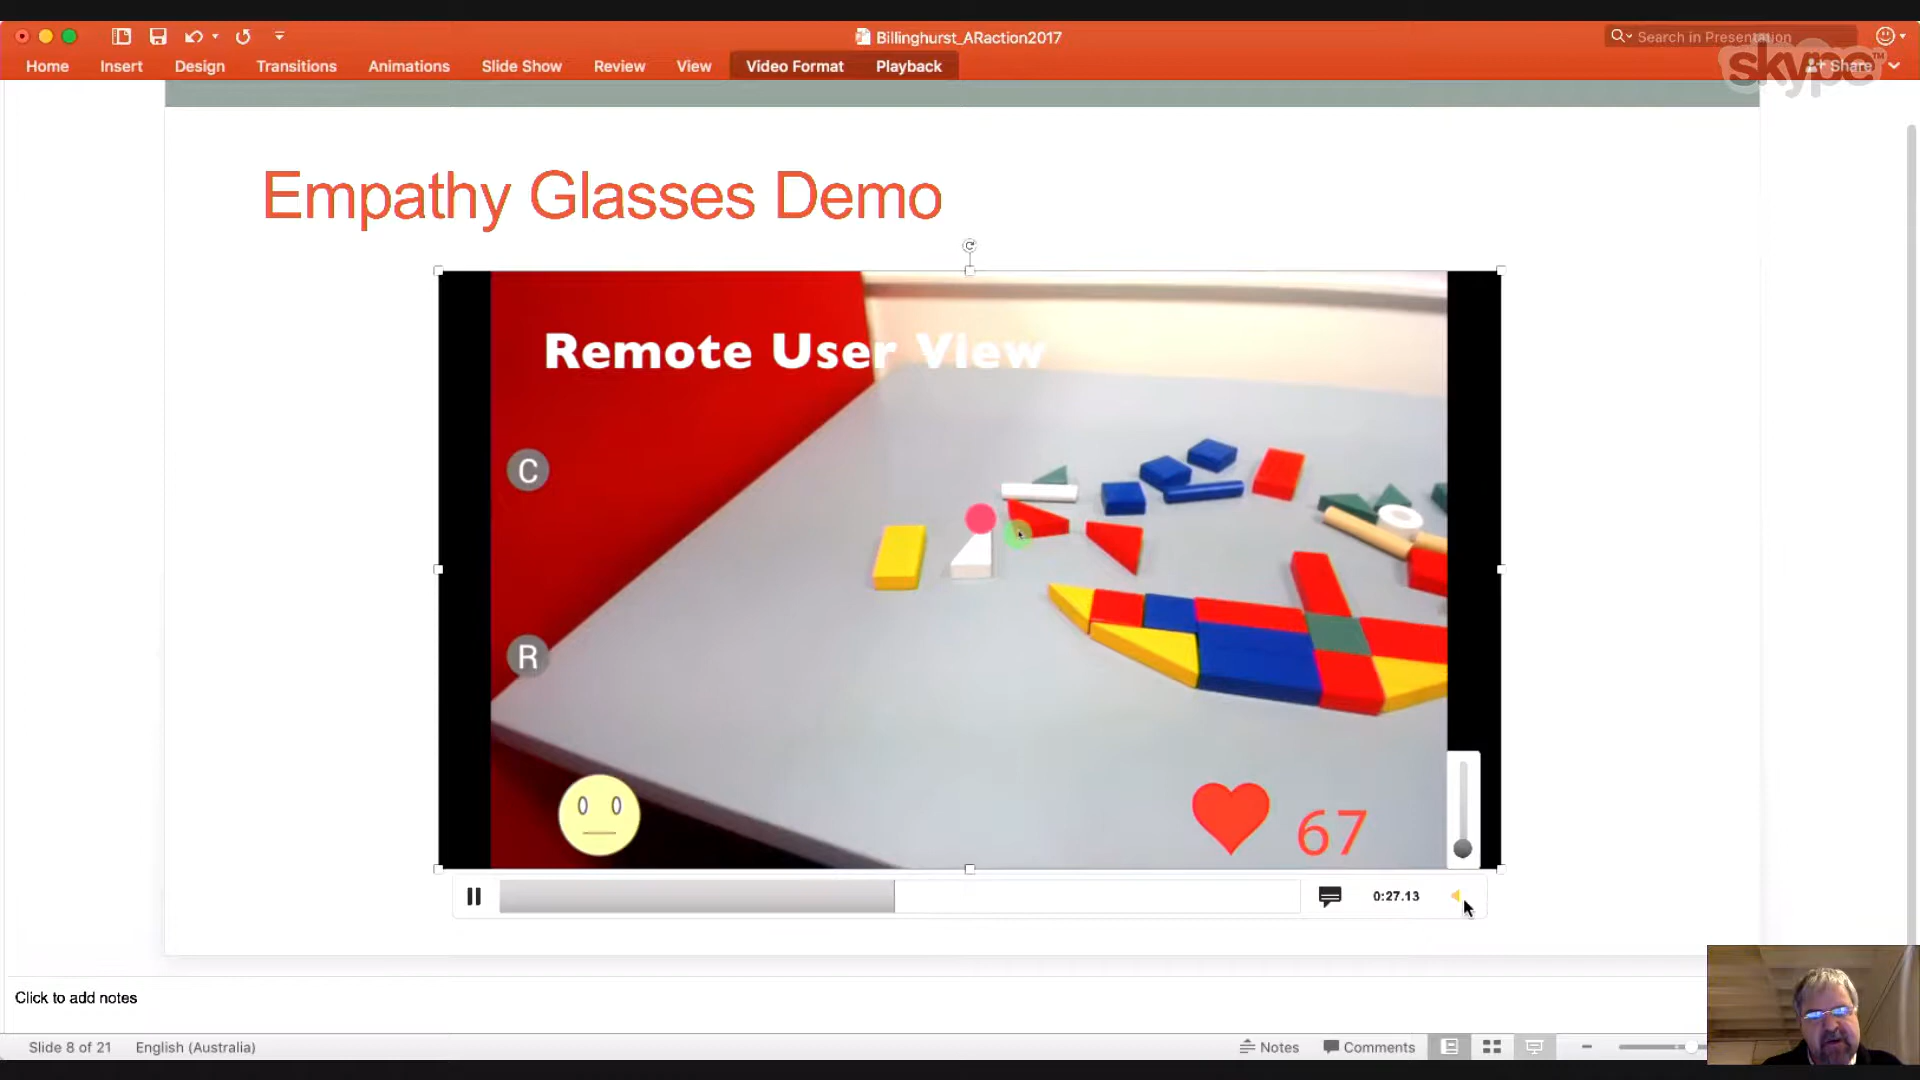 Billinghurst_ARaction2017
Search in Presentation
Home Insert Design Transitions Animations Slide Show Review View Video Format Playback
Share
skype™
Empathy Glasses Demo
Remote User View
C
R
67
0:27.13
Click to add notes
Slide 8 of 21 English (Australia)
Notes Comments